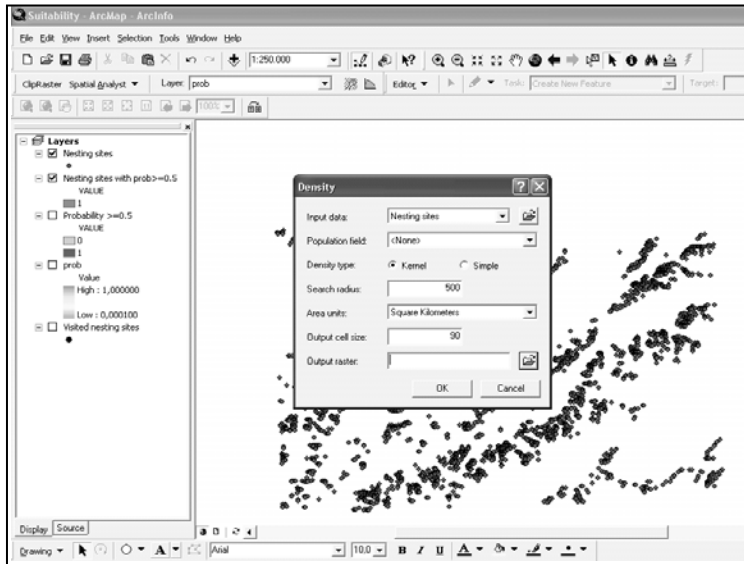 Suitability - ArcMap - ArcInfo
File Edit View Insert Selection Tools Window Help
1:250.000
ClipRaster Spatial Analyst Layer: prob Editor Task: Create New Feature Target:
100%
Layers
Nesting sites
Nesting sites with prob>=0.5
VALUE
1
Probability >=0.5
VALUE
0
1
prob
Value
High : 1,000000
Low : 0,000100
Visited nesting sites
Density
Input data: Nesting sites
Population field: <None>
Density type: Kernel Simple
Search radius: 500
Area units: Square Kilometers
Output cell size: 90
Output raster:
OK Cancel
Display Source
Drawing A Arial 10,0 B I U A